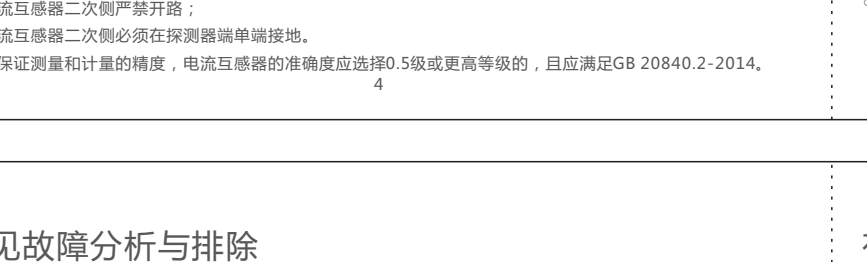 流互感器二次侧严禁开路；
流互感器二次侧必须在探测器端单端接地。
保证测量和计量的精度，电流互感器的准确度应选择0.5级或更高等级的，且应满足GB 20840.2-2014。
4
见故障分析与排除